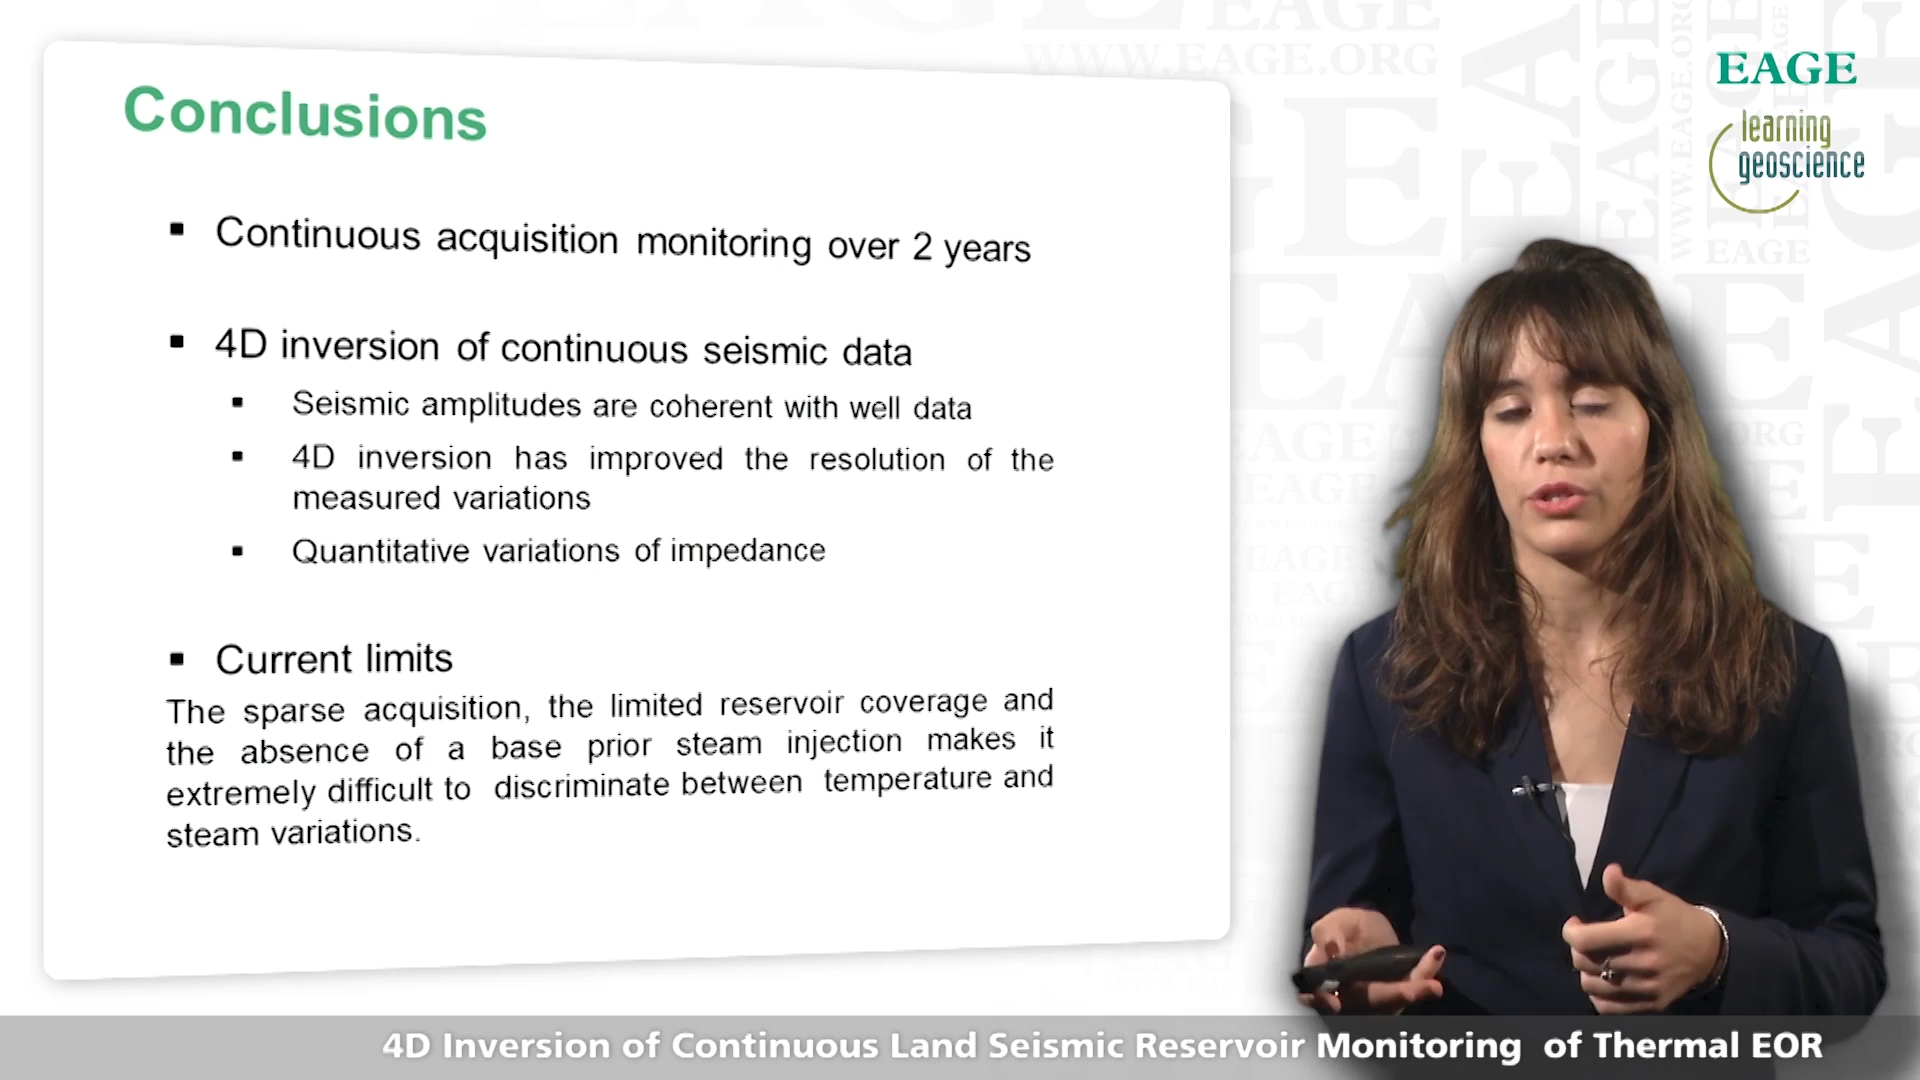 WWW.EAGE.ORG
EAGE
learning
geoscience
Conclusions
▪ Continuous acquisition monitoring over 2 years
▪ 4D inversion of continuous seismic data
▪ Seismic amplitudes are coherent with well data
▪ 4D inversion has improved the resolution of the
measured variations
▪ Quantitative variations of impedance
▪ Current limits
The sparse acquisition, the limited reservoir coverage and
the absence of a base prior steam injection makes it
extremely difficult to discriminate between temperature and
steam variations.
4D Inversion of Continuous Land Seismic Reservoir Monitoring of Thermal EOR